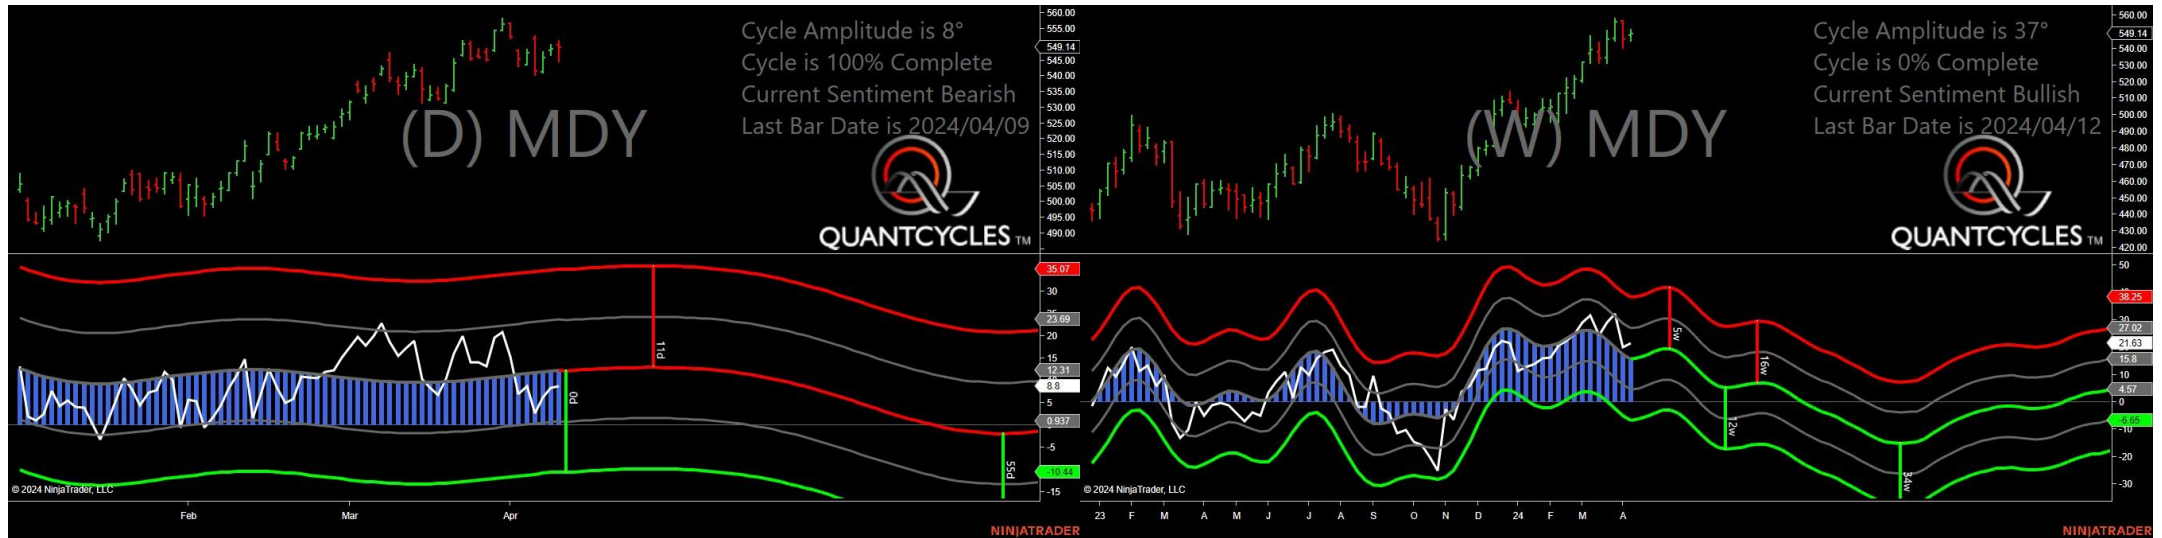 Cycle Amplitude is 8°
Cycle is 100% Complete
Current Sentiment Bearish
Last Bar Date is 2024/04/09
(D) MDY
QUANTCYCLES TM
560.00
555.00
549.14
545.00
540.00
535.00
530.00
525.00
520.00
515.00
510.00
505.00
500.00
495.00
490.00
35.07
30
23.69
20
15
12.31
8.8
5
0.937
-5
-10.44
-15
11d
0d
55d
© 2024 NinjaTrader, LLC
Feb Mar Apr
NINJATRADER
Cycle Amplitude is 37°
Cycle is 0% Complete
Current Sentiment Bullish
Last Bar Date is 2024/04/12
(W) MDY
QUANTCYCLES TM
560.00
549.14
540.00
530.00
520.00
510.00
500.00
490.00
480.00
470.00
460.00
450.00
440.00
430.00
420.00
50
38.25
30
27.02
21.63
15.8
10
4.57
0
-6.65
-10
-20
-30
5w
16w
12w
34w
© 2024 NinjaTrader, LLC
23 F M A M J J A S O N D 24 F M A
NINJATRADER